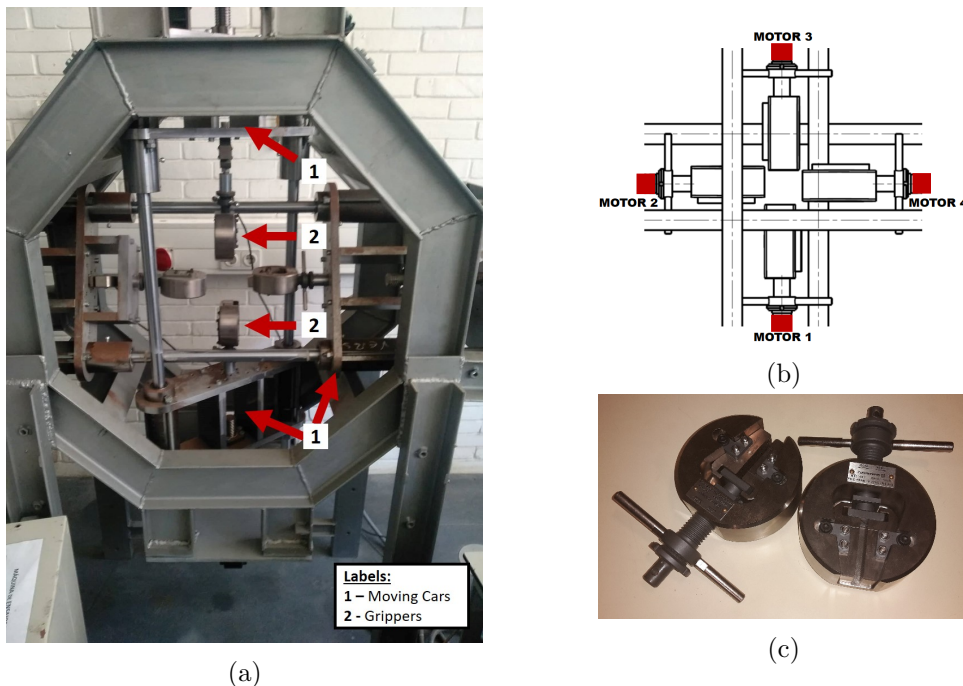 1
2
2
1
Labels:
1 – Moving Cars
2 - Grippers
(a)
MOTOR 3
MOTOR 2
MOTOR 4
MOTOR 1
(b)
(c)